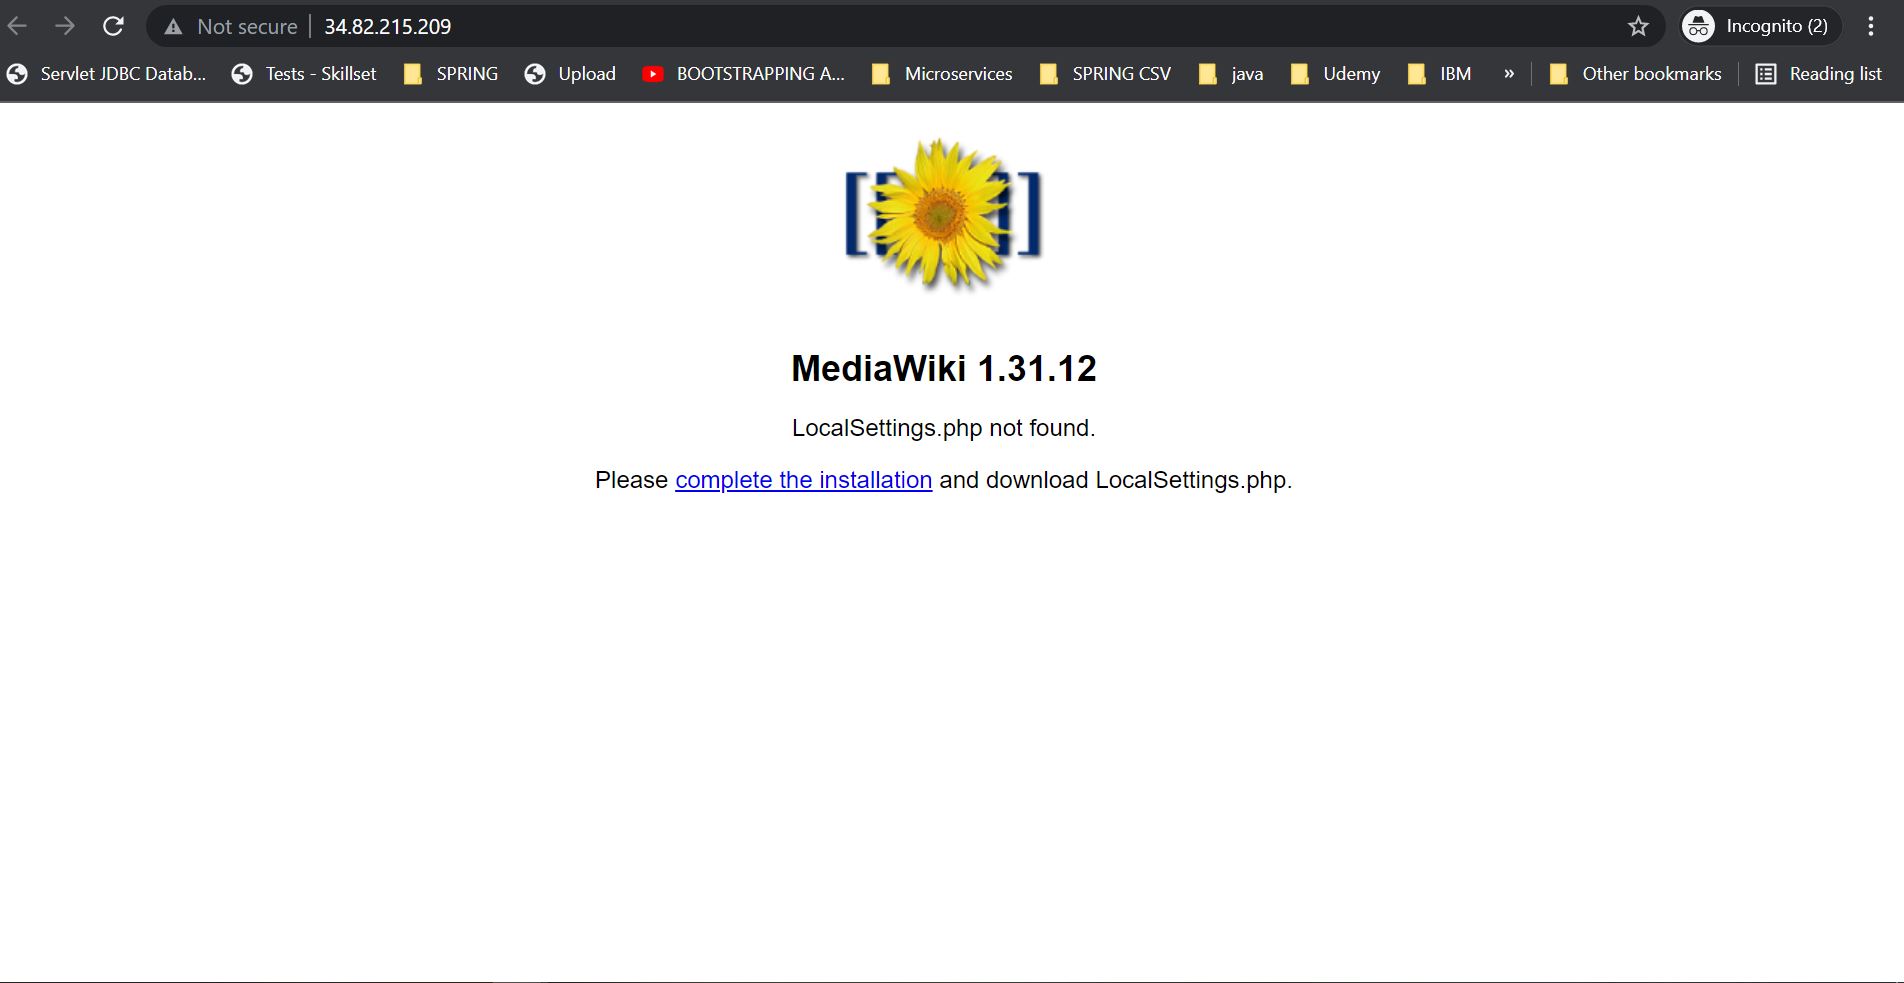 Not secure 34.82.215.209 Incognito (2)
Servlet JDBC Datab... Tests - Skillset SPRING Upload BOOTSTRAPPING A... Microservices SPRING CSV java Udemy IBM » Other bookmarks Reading list
[[ ]]
MediaWiki 1.31.12
LocalSettings.php not found.
Please complete the installation and download LocalSettings.php.